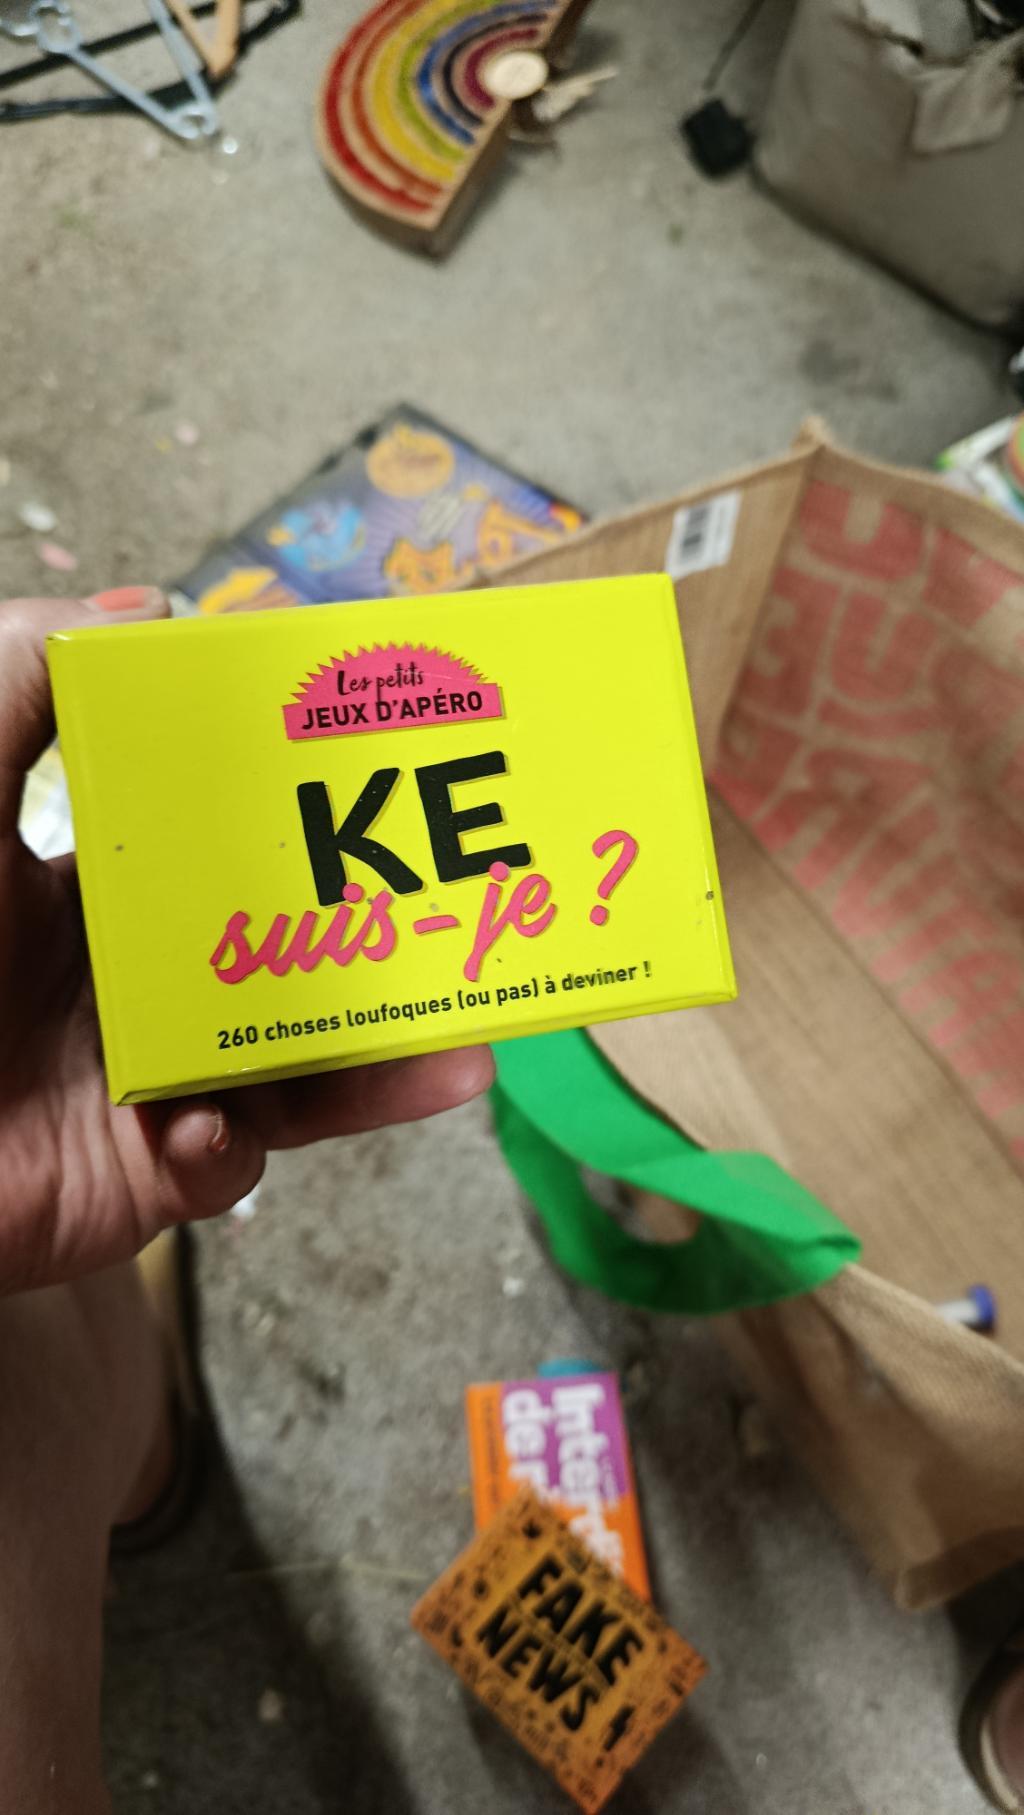 Les petits
JEUX D'APÉRO
KE
suis-je ?
260 choses loufoques (ou pas) à deviner !
FAKE
NEWS